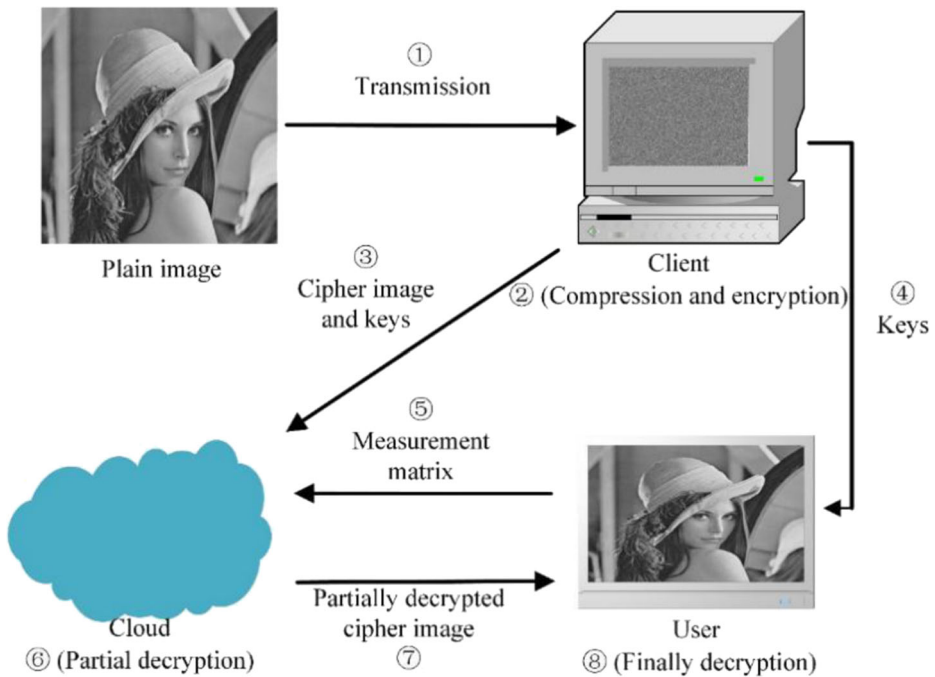 ①
Transmission
Plain image
Client
② (Compression and encryption)
③
Cipher image
and keys
④
Keys
⑤
Measurement
matrix
Cloud
⑥ (Partial decryption)
Partially decrypted
cipher image
⑦
User
⑧ (Finally decryption)